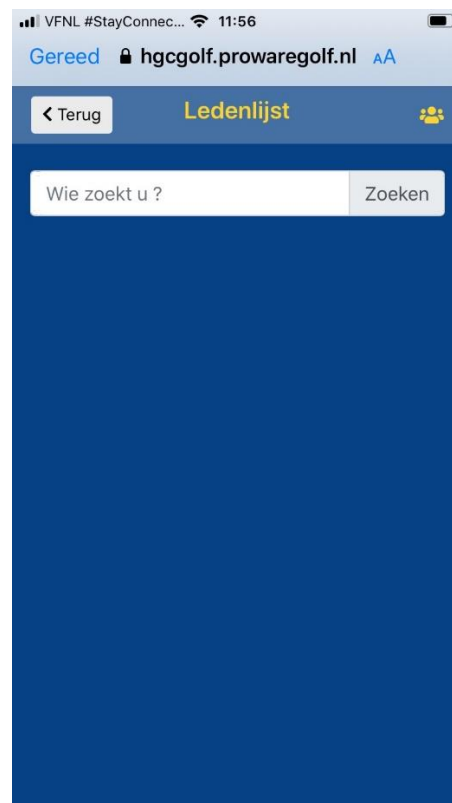 VFNL #StayConnec... 11:56
Gereed hgcgolf.prowaregolf.nl AA
Terug Ledenlijst
Wie zoekt u ? Zoeken